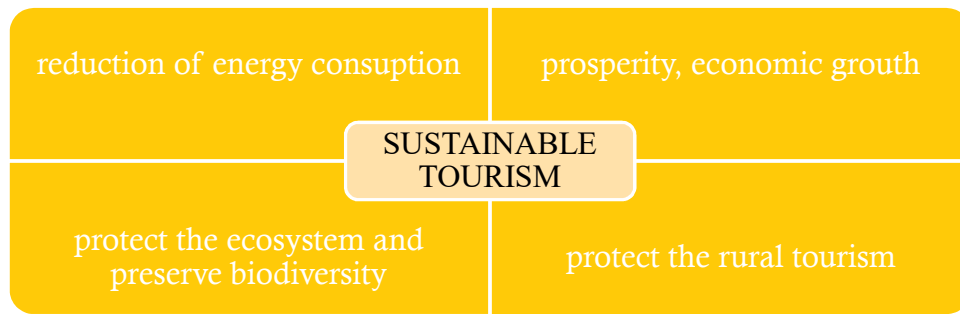 reduction of energy consuption
prosperity, economic grouth
SUSTAINABLE
TOURISM
protect the ecosystem and
preserve biodiversity
protect the rural tourism